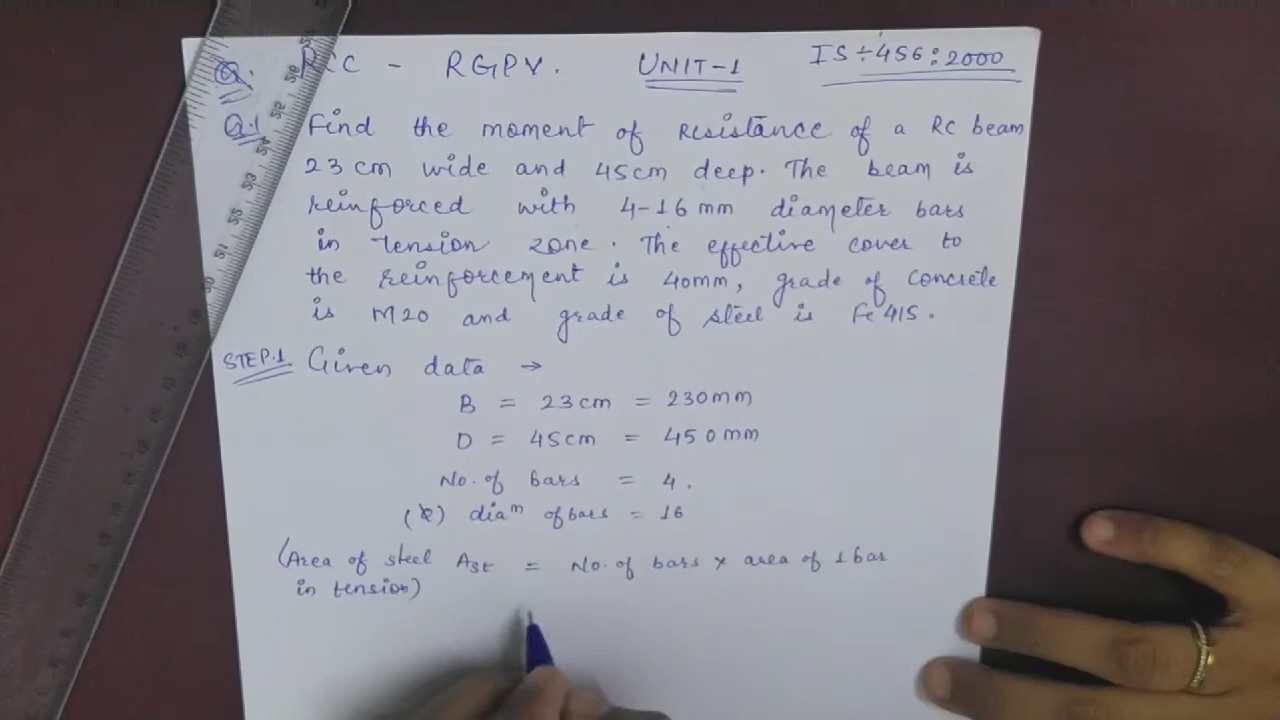 Q.
RCC - RGPV. UNIT-1 IS ÷ 456:2000
Q.1 Find the moment of resistance of a RC beam
23 cm wide and 45cm deep. The beam is
reinforced with 4-16 mm diameter bars
in tension zone. The effective cover to
the reinforcement is 40mm, grade of concrete
is M20 and grade of steel is Fe 415.
STEP.1 Given data →
B = 23cm = 230mm
D = 45cm = 450mm
No. of bars = 4.
diam of bars = 16
(Area of steel Ast = No. of bars × area of 1 bar
in tension)